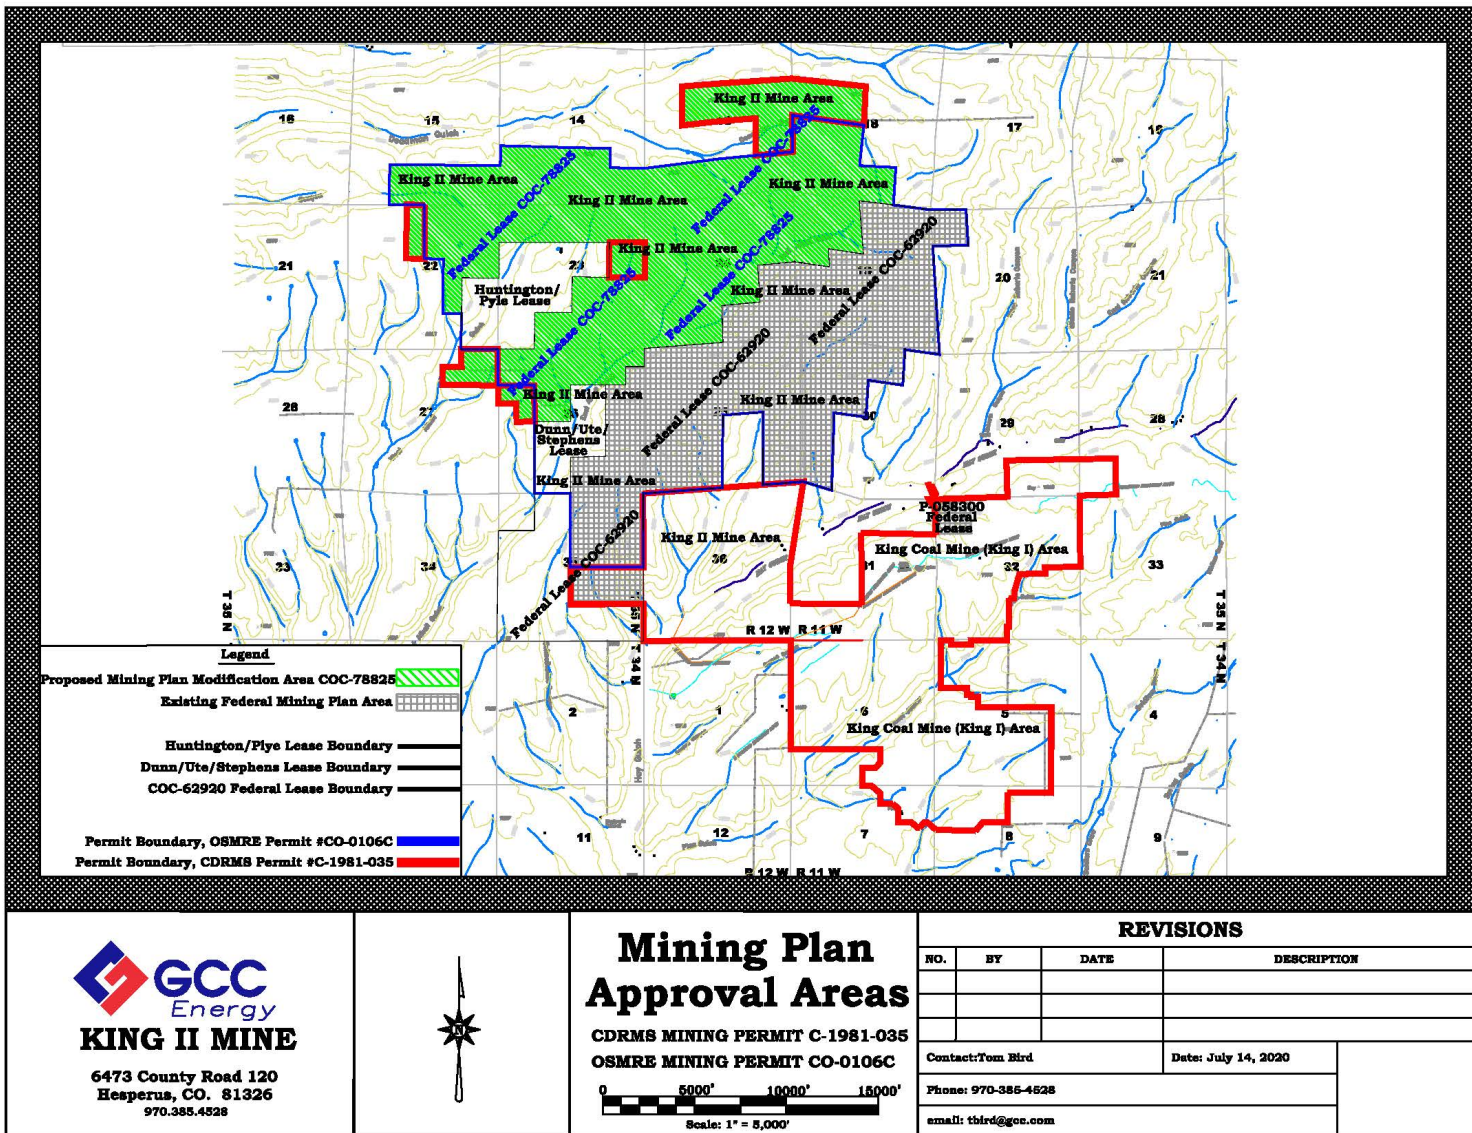 King II Mine Area
16
15
14
18
17
Deadman Gulch
King II Mine Area
King II Mine Area
King II Mine Area
Federal Lease COC-78825
Federal Lease COC-78825
King II Mine Area
21
22
23
Huntington/
Pyle Lease
Federal Lease COC-78825
Federal Lease COC-78825
King II Mine Area
Federal Lease COC-62920
20
21
King II Mine Area
28
27
Dunn/Ute/
Stephens
Lease
Federal Lease COC-62920
King II Mine Area
30
29
28
King II Mine Area
P-058300
Federal
Lease
King II Mine Area
King Coal Mine (King I) Area
33
34
36
31
32
33
Federal Lease COC-62920
T 35 N
T 35 N
T 34 N
T 35 N
T 34 N
R 12 W
R 11 W
2
1
6
5
4
Hay Gulch
King Coal Mine (King I) Area
11
12
7
8
9
R 12 W
R 11 W
Legend
Proposed Mining Plan Modification Area COC-78825
Existing Federal Mining Plan Area
Huntington/Plye Lease Boundary
Dunn/Ute/Stephens Lease Boundary
COC-62920 Federal Lease Boundary
Permit Boundary, OSMRE Permit #CO-0106C
Permit Boundary, CDRMS Permit #C-1981-035
GCC
Energy
KING II MINE
6473 County Road 120
Hesperus, CO. 81326
970.385.4528
N
Mining Plan
Approval Areas
CDRMS MINING PERMIT C-1981-035
OSMRE MINING PERMIT CO-0106C
0 5000' 10000' 15000'
Scale: 1" = 5,000'
REVISIONS
NO. BY DATE DESCRIPTION
Contact:Tom Bird
Date: July 14, 2020
Phone: 970-385-4528
email: tbird@gcc.com